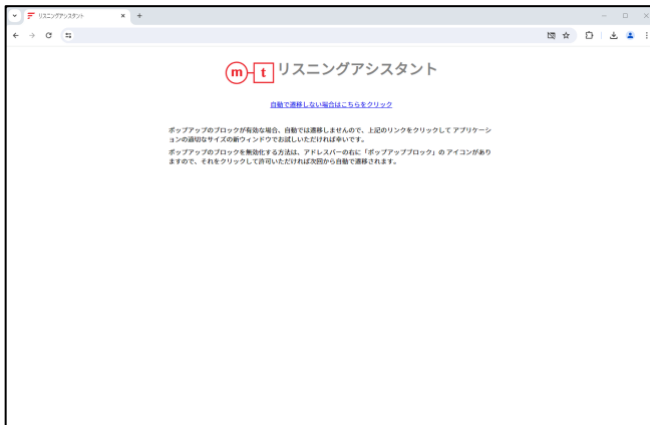 リスニングアシスタント
m t リスニングアシスタント
自動で遷移しない場合はこちらをクリック
ポップアップのブロックが有効な場合、自動では遷移しませんので、上記のリンクをクリックして アプリケーシ
ョンの適切なサイズの新ウィンドウでお試しいただければ幸いです。
ポップアップのブロックを無効化する方法は、アドレスバーの右に「ポップアップブロック」の アイコンがあり
ますので、それをクリックして許可いただければ次回から自動で遷移されます。